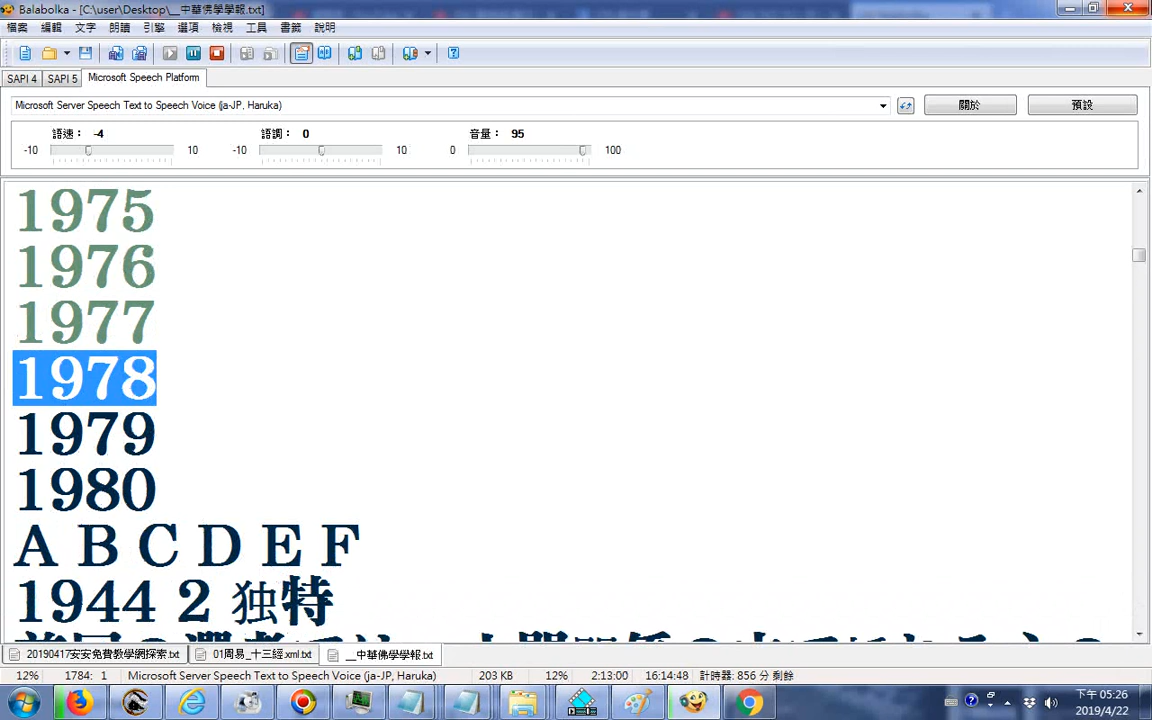 Balabolka - [C:\user\Desktop\__中華佛學學報.txt]
檔案 編輯 文字 朗讀 引擎 選項 檢視 工具 書籤 說明
SAPI 4 SAPI 5 Microsoft Speech Platform
Microsoft Server Speech Text to Speech Voice (ja-JP, Haruka) 關於 預設
語速： -4 語調： 0 音量： 95
-10 10 -10 10 0 100
1975
1976
1977
1978
1979
1980
A B C D E F
1944 2 独特
20190417安安免費教學網探索.txt 01周易_十三經.xml.txt __中華佛學學報.txt
12% 1784: 1 Microsoft Server Speech Text to Speech Voice (ja-JP, Haruka) 203 KB 12% 2:13:00 16:14:48 計時器: 856 分 剩餘
下午 05:26
2019/4/22